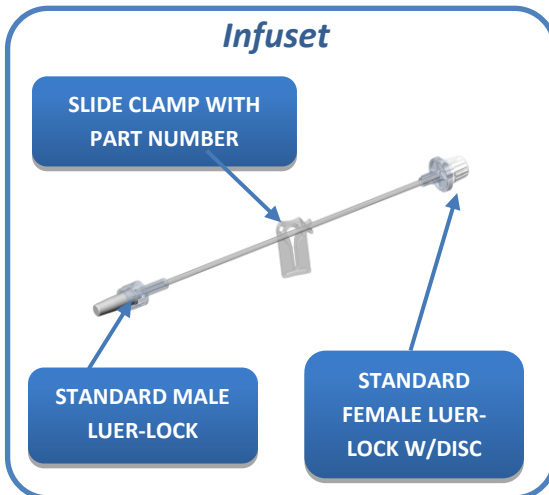 Infuset
SLIDE CLAMP WITH
PART NUMBER
STANDARD MALE
LUER-LOCK
STANDARD
FEMALE LUER-
LOCK W/DISC